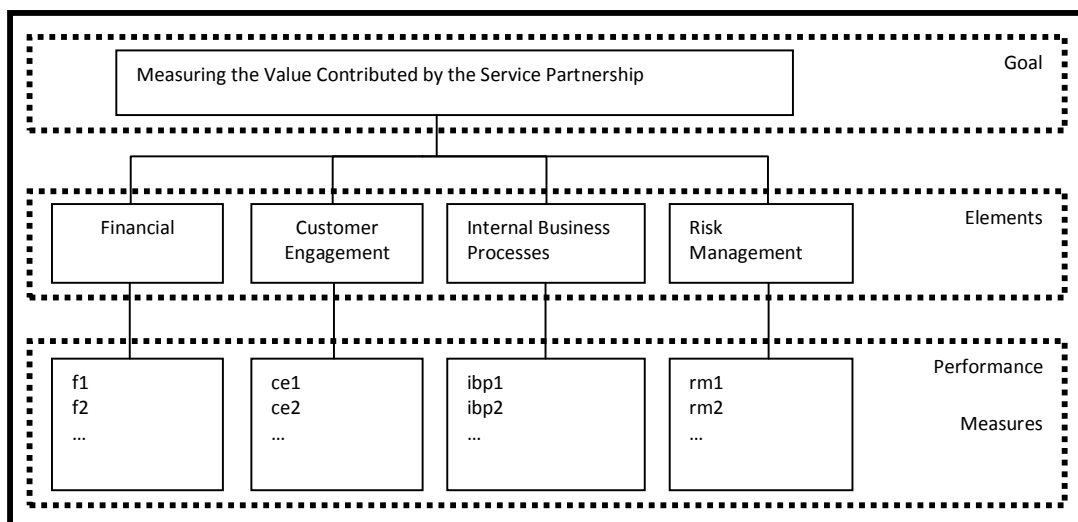 Measuring the Value Contributed by the Service Partnership
Goal
Financial
Customer
Engagement
Internal Business
Processes
Risk
Management
Elements
f1
f2
…
ce1
ce2
…
ibp1
ibp2
…
rm1
rm2
…
Performance
Measures